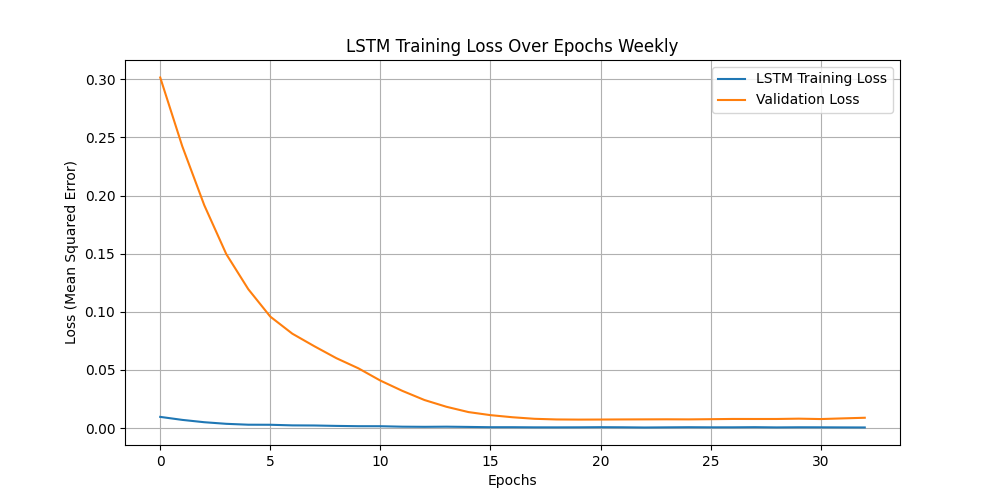 LSTM Training Loss Over Epochs Weekly
LSTM Training Loss
Validation Loss
Loss (Mean Squared Error)
0.30
0.25
0.20
0.15
0.10
0.05
0.00
0 5 10 15 20 25 30
Epochs